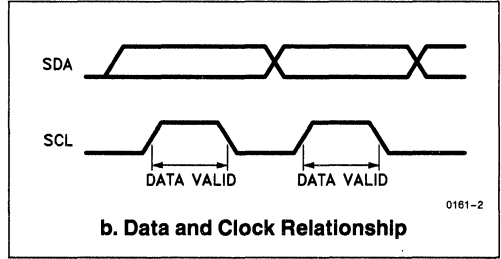 SDA
SCL
DATA VALID DATA VALID
0161-2
b. Data and Clock Relationship